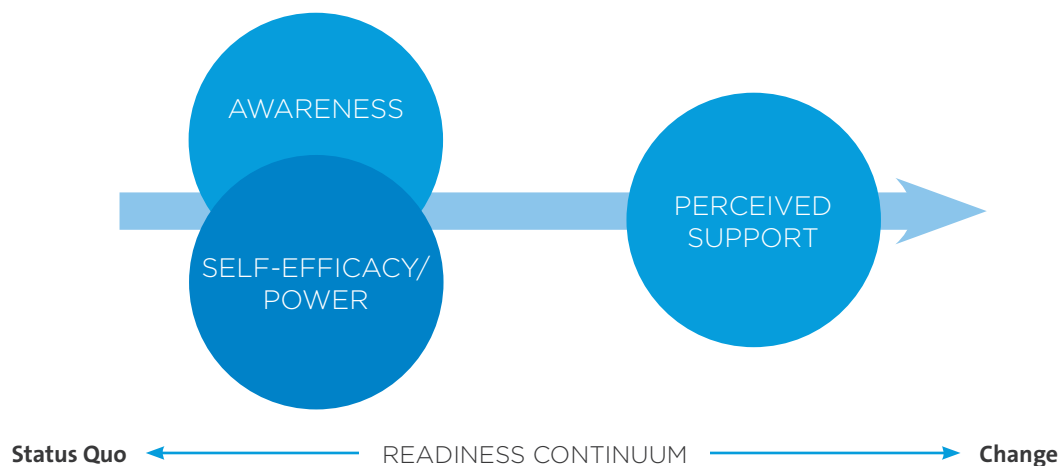 AWARENESS
SELF-EFFICACY/
POWER
PERCEIVED
SUPPORT
Status Quo
READINESS CONTINUUM
Change